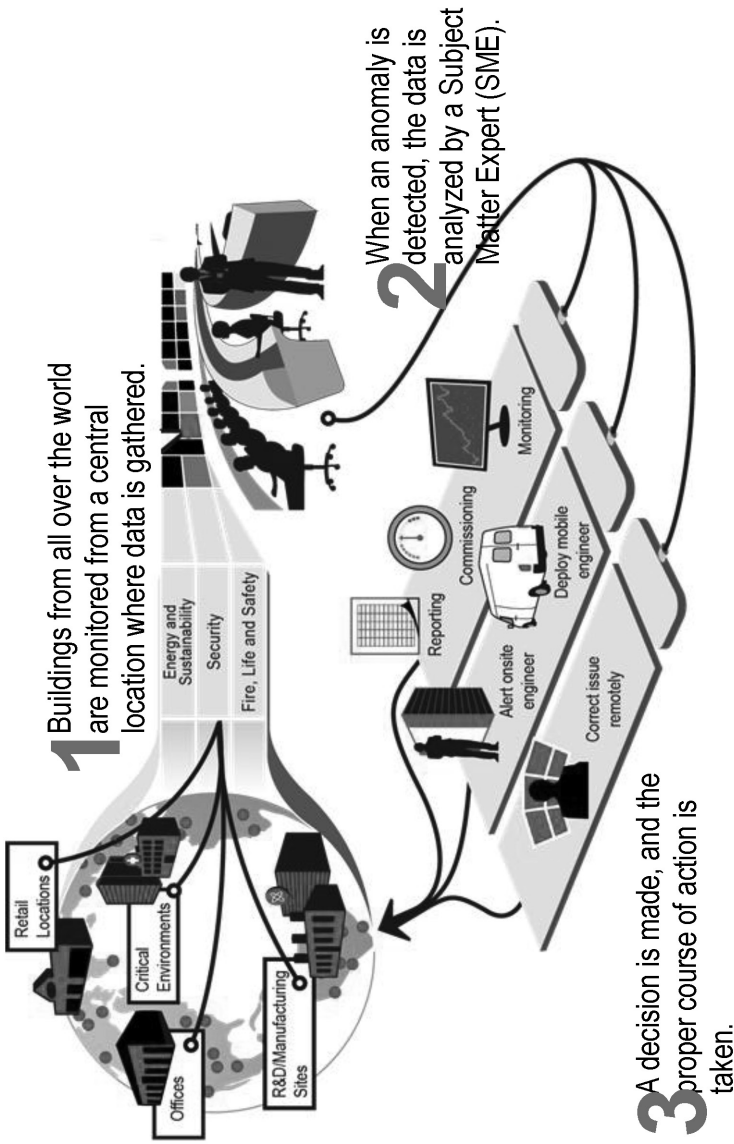 1
Buildings from all over the world
are monitored from a central
location where data is gathered.
Retail
Locations
Critical
Environments
Offices
R&D/Manufacturing
Sites
Energy and
Sustainability
Security
Fire, Life and Safety
2
When an anomaly is
detected, the data is
analyzed by a Subject
Matter Expert (SME).
Reporting
Commissioning
Monitoring
Alert onsite
engineer
Deploy mobile
engineer
Correct issue
remotely
3
A decision is made, and the
proper course of action is
taken.